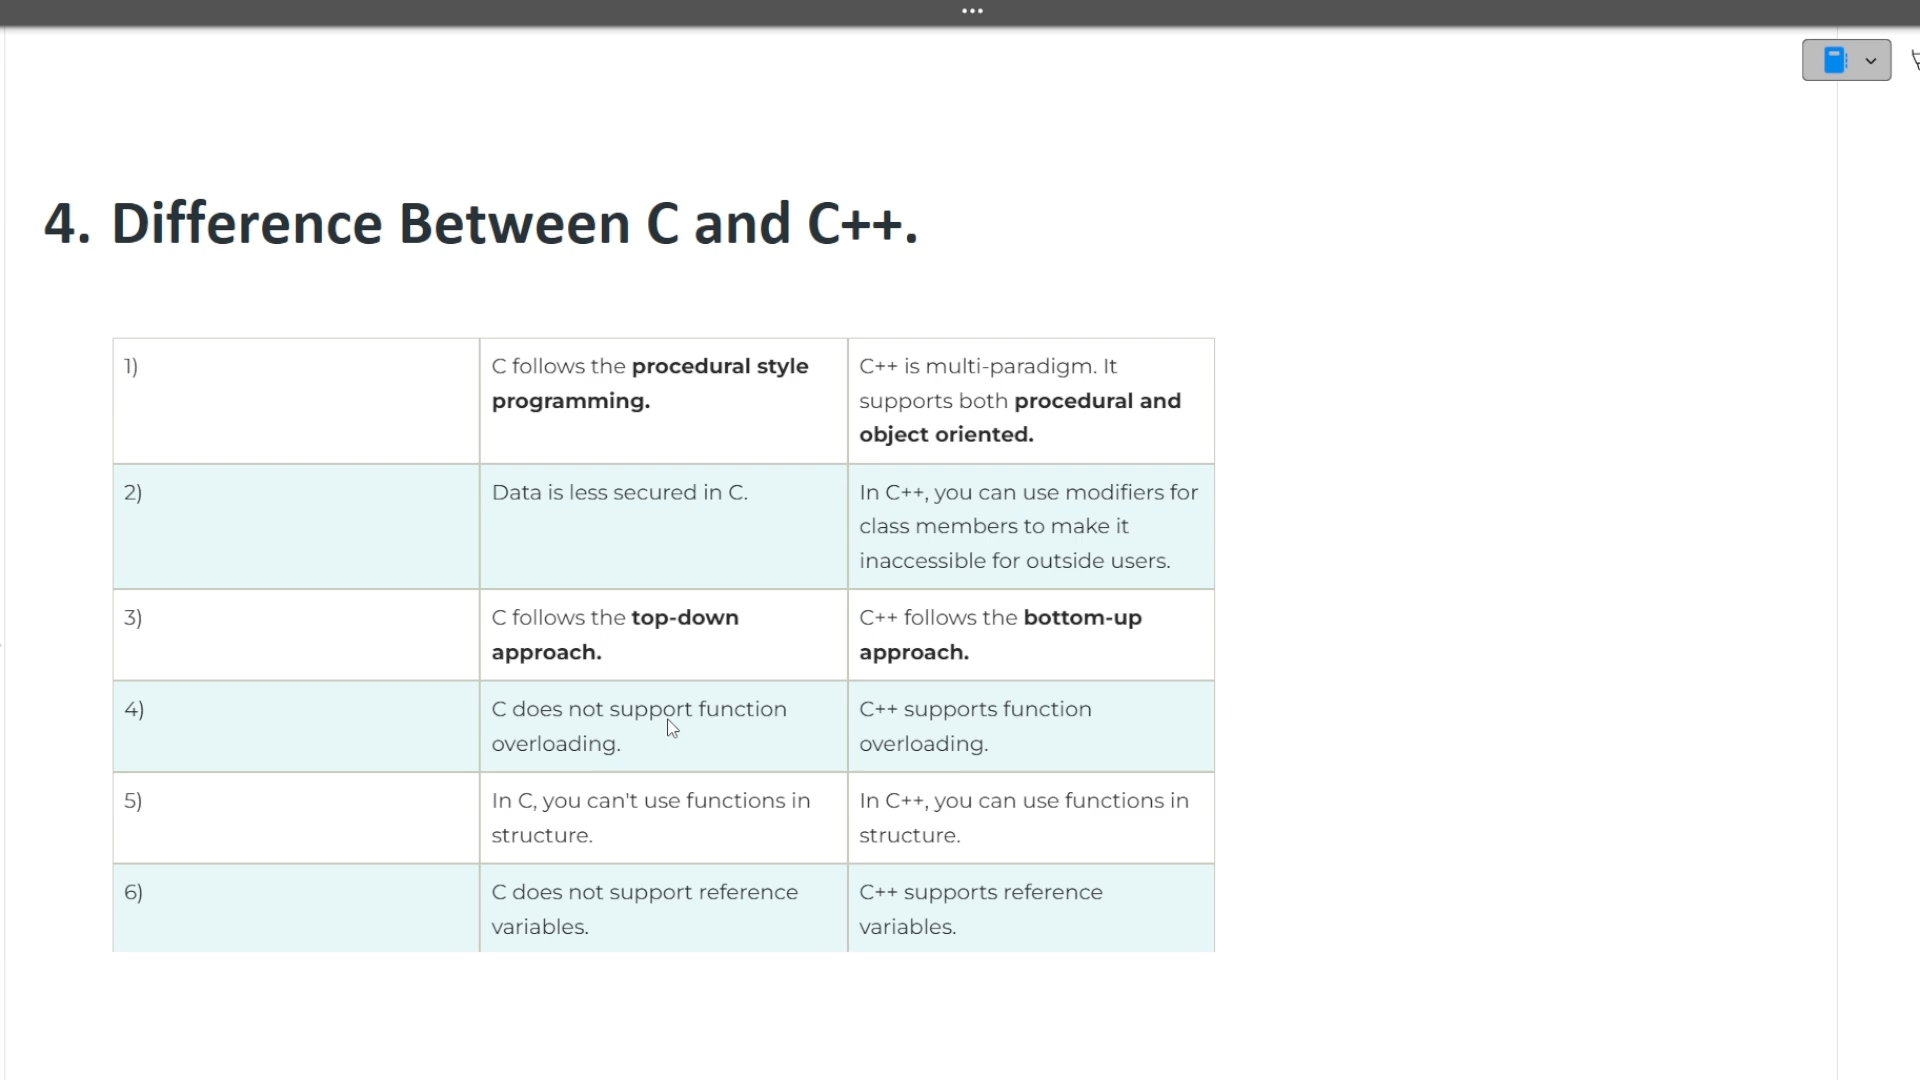 4. Difference Between C and C++.
1)
C follows the procedural style
programming.
C++ is multi-paradigm. It
supports both procedural and
object oriented.
2)
Data is less secured in C.
In C++, you can use modifiers for
class members to make it
inaccessible for outside users.
3)
C follows the top-down
approach.
C++ follows the bottom-up
approach.
4)
C does not support function
overloading.
C++ supports function
overloading.
5)
In C, you can't use functions in
structure.
In C++, you can use functions in
structure.
6)
C does not support reference
variables.
C++ supports reference
variables.